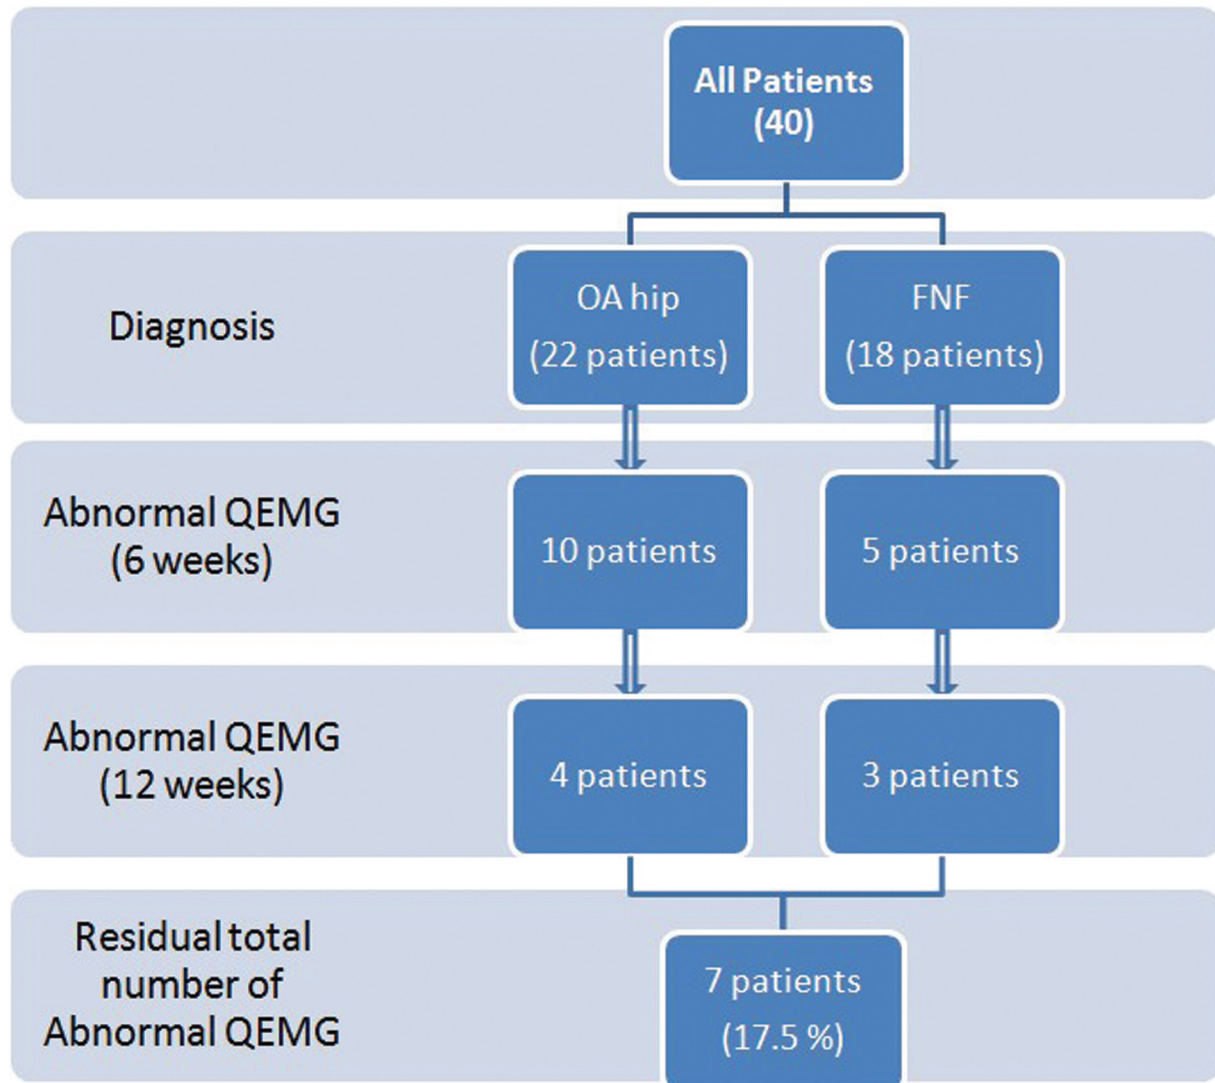 All Patients
(40)
Diagnosis
OA hip
(22 patients)
FNF
(18 patients)
Abnormal QEMG
(6 weeks)
10 patients
5 patients
Abnormal QEMG
(12 weeks)
4 patients
3 patients
Residual total
number of
Abnormal QEMG
7 patients
(17.5 %)